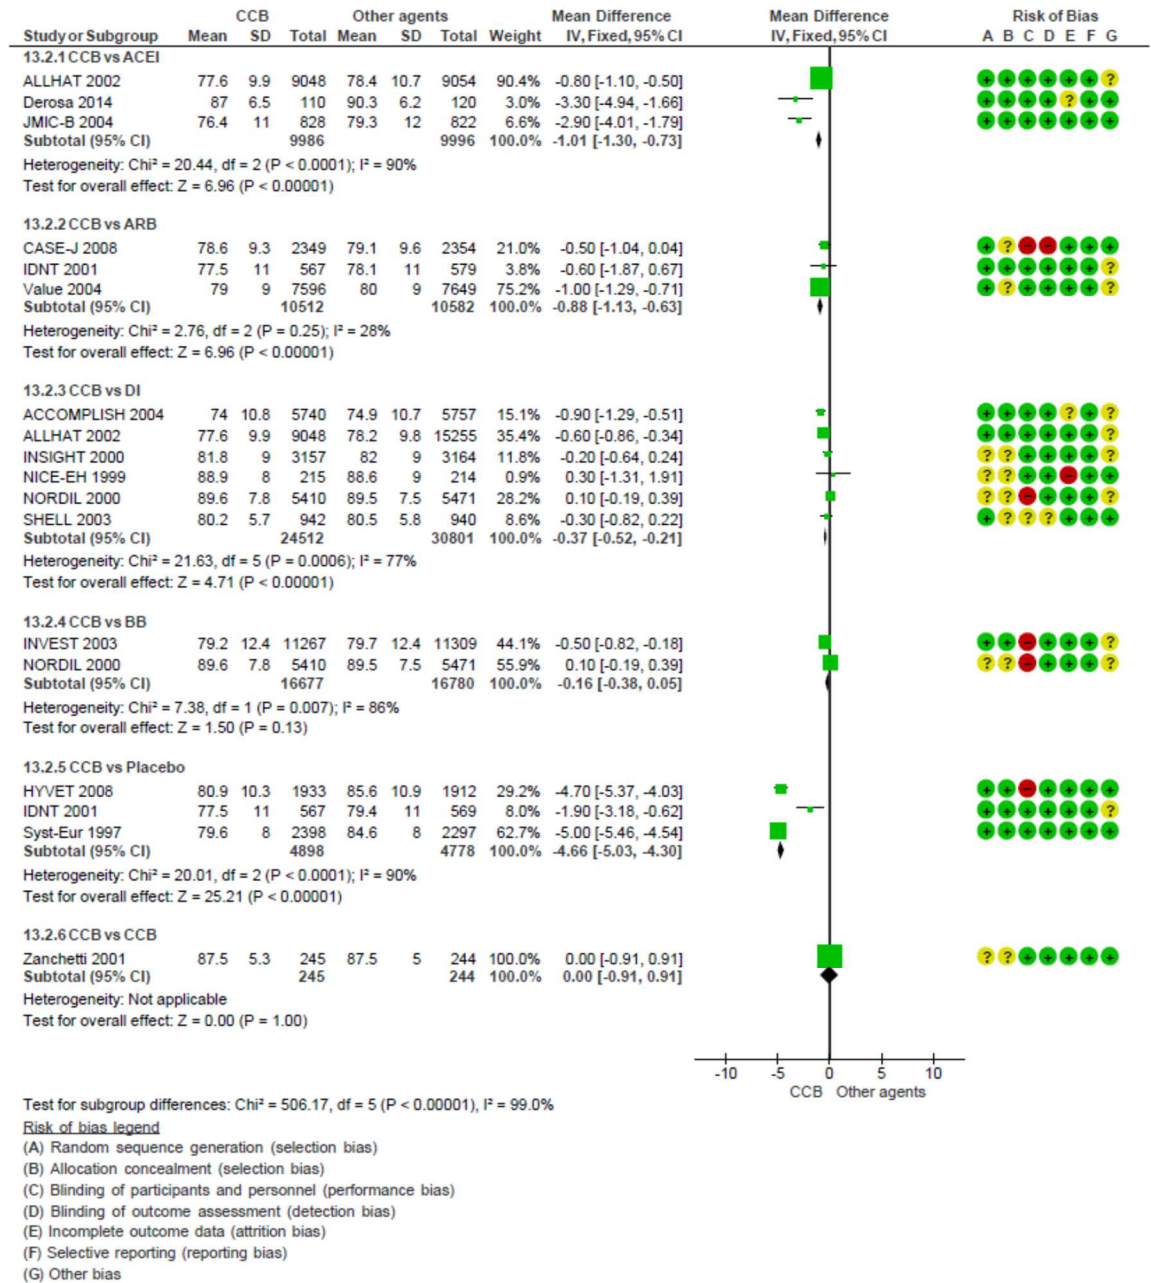 CCB Other agents Mean Difference Mean Difference Risk of Bias
Study or Subgroup Mean SD Total Mean SD Total Weight IV, Fixed, 95% CI IV, Fixed, 95% CI A B C D E F G
13.2.1 CCB vs ACEI
ALLHAT 2002 77.6 9.9 9048 78.4 10.7 9054 90.4% -0.80 [-1.10, -0.50] + + + + + + ?
Derosa 2014 87 6.5 110 90.3 6.2 120 3.0% -3.30 [-4.94, -1.66] + + + + ? + +
JMIC-B 2004 76.4 11 828 79.3 12 822 6.6% -2.90 [-4.01, -1.79] + + + + + + +
Subtotal (95% CI) 9986 9996 100.0% -1.01 [-1.30, -0.73]
Heterogeneity: Chi² = 20.44, df = 2 (P < 0.0001); I² = 90%
Test for overall effect: Z = 6.96 (P < 0.00001)
13.2.2 CCB vs ARB
CASE-J 2008 78.6 9.3 2349 79.1 9.6 2354 21.0% -0.50 [-1.04, 0.04] + ? - - + + +
IDNT 2001 77.5 11 567 78.1 11 579 3.8% -0.60 [-1.87, 0.67] + + + + + + ?
Value 2004 79 9 7596 80 9 7649 75.2% -1.00 [-1.29, -0.71] + ? + + + + ?
Subtotal (95% CI) 10512 10582 100.0% -0.88 [-1.13, -0.63]
Heterogeneity: Chi² = 2.76, df = 2 (P = 0.25); I² = 28%
Test for overall effect: Z = 6.96 (P < 0.00001)
13.2.3 CCB vs DI
ACCOMPLISH 2004 74 10.8 5740 74.9 10.7 5757 15.1% -0.90 [-1.29, -0.51] + + + + ? + ?
ALLHAT 2002 77.6 9.9 9048 78.2 9.8 15255 35.4% -0.60 [-0.86, -0.34] + + + + + + ?
INSIGHT 2000 81.8 9 3157 82 9 3164 11.8% -0.20 [-0.64, 0.24] ? ? + + + + ?
NICE-EH 1999 88.9 8 215 88.6 9 214 0.9% 0.30 [-1.31, 1.91] ? ? + + - + +
NORDIL 2000 89.6 7.8 5410 89.5 7.5 5471 28.2% 0.10 [-0.19, 0.39] ? ? - + + + ?
SHELL 2003 80.2 5.7 942 80.5 5.8 940 8.6% -0.30 [-0.82, 0.22] + ? ? ? + + +
Subtotal (95% CI) 24512 30801 100.0% -0.37 [-0.52, -0.21]
Heterogeneity: Chi² = 21.63, df = 5 (P = 0.0006); I² = 77%
Test for overall effect: Z = 4.71 (P < 0.00001)
13.2.4 CCB vs BB
INVEST 2003 79.2 12.4 11267 79.7 12.4 11309 44.1% -0.50 [-0.82, -0.18] + + - + + + ?
NORDIL 2000 89.6 7.8 5410 89.5 7.5 5471 55.9% 0.10 [-0.19, 0.39] ? ? - + + + ?
Subtotal (95% CI) 16677 16780 100.0% -0.16 [-0.38, 0.05]
Heterogeneity: Chi² = 7.38, df = 1 (P = 0.007); I² = 86%
Test for overall effect: Z = 1.50 (P = 0.13)
13.2.5 CCB vs Placebo
HYVET 2008 80.9 10.3 1933 85.6 10.9 1912 29.2% -4.70 [-5.37, -4.03] + + - + + + +
IDNT 2001 77.5 11 567 79.4 11 569 8.0% -1.90 [-3.18, -0.62] + + + + + + ?
Syst-Eur 1997 79.6 8 2398 84.6 8 2297 62.7% -5.00 [-5.46, -4.54] + + + + + + +
Subtotal (95% CI) 4898 4778 100.0% -4.66 [-5.03, -4.30]
Heterogeneity: Chi² = 20.01, df = 2 (P < 0.0001); I² = 90%
Test for overall effect: Z = 25.21 (P < 0.00001)
13.2.6 CCB vs CCB
Zanchetti 2001 87.5 5.3 245 87.5 5 244 100.0% 0.00 [-0.91, 0.91] ? ? + + + + +
Subtotal (95% CI) 245 244 100.0% 0.00 [-0.91, 0.91]
Heterogeneity: Not applicable
Test for overall effect: Z = 0.00 (P = 1.00)
-10 -5 0 5 10
CCB Other agents
Test for subgroup differences: Chi² = 506.17, df = 5 (P < 0.00001), I² = 99.0%
Risk of bias legend
(A) Random sequence generation (selection bias)
(B) Allocation concealment (selection bias)
(C) Blinding of participants and personnel (performance bias)
(D) Blinding of outcome assessment (detection bias)
(E) Incomplete outcome data (attrition bias)
(F) Selective reporting (reporting bias)
(G) Other bias